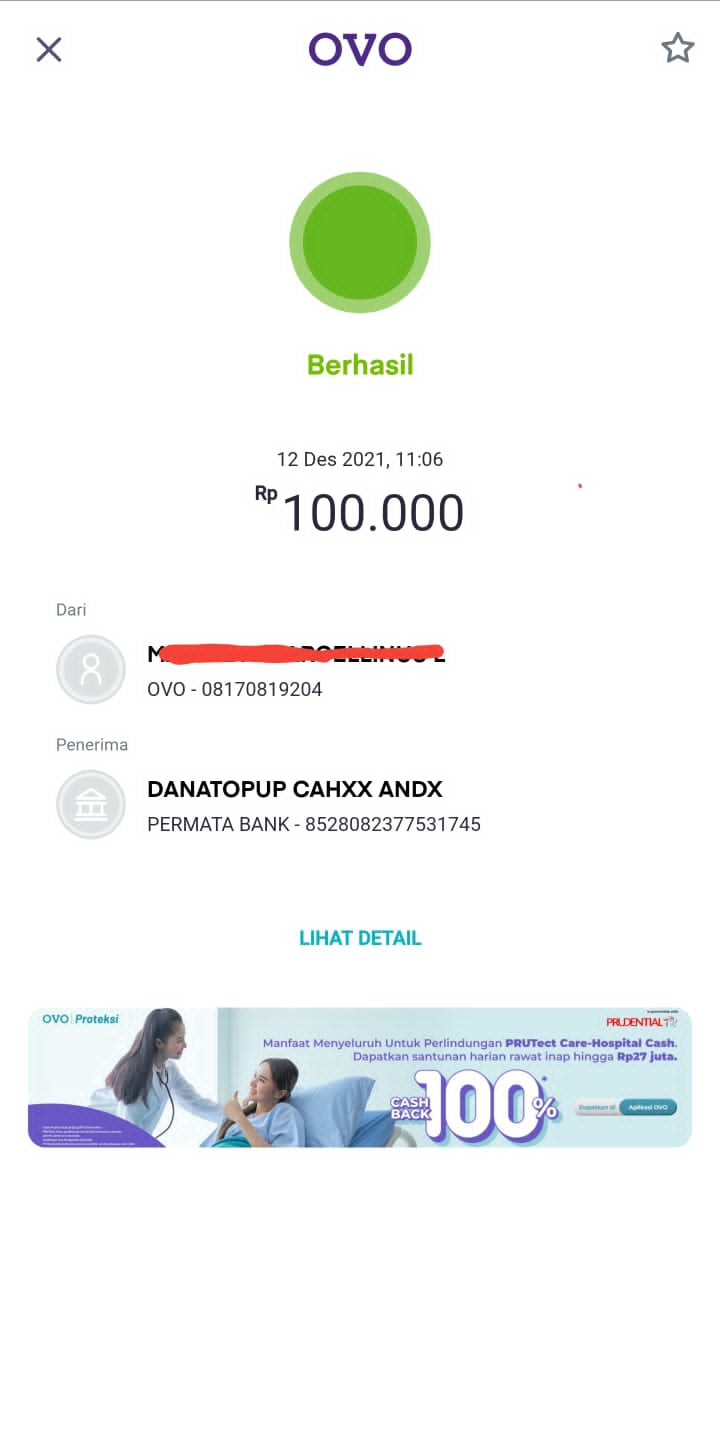 OVO
Berhasil
12 Des 2021, 11:06
Rp 100.000
Dari
OVO - 08170819204
Penerima
DANATOPUP CAHXX ANDX
PERMATA BANK - 8528082377531745
LIHAT DETAIL
OVO | Proteksi
PRUDENTIAL
Manfaat Menyeluruh Untuk Perlindungan PRUTect Care-Hospital Cash.
Dapatkan santunan harian rawat inap hingga Rp27 juta.
CASH BACK 100%*
Dapatkan di Aplikasi OVO